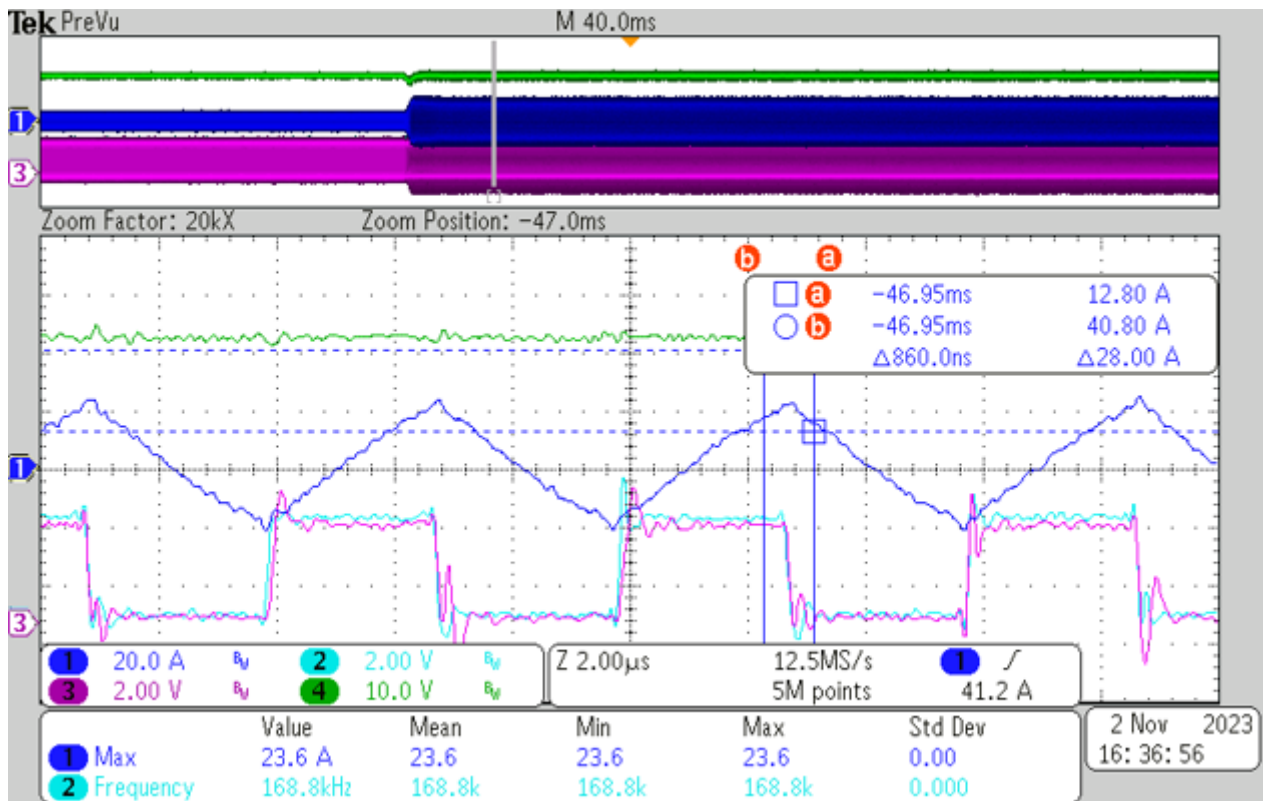 Tek PreVu M 40.0ms
1
3
Zoom Factor: 20kX Zoom Position: -47.0ms
b a
a -46.95ms 12.80 A
b -46.95ms 40.80 A
Δ860.0ns Δ28.00 A
1
3
1 20.0 A BW 2 2.00 V BW Z 2.00μs 12.5MS/s 1 ∫
3 2.00 V BW 4 10.0 V BW 5M points 41.2 A
Value Mean Min Max Std Dev
1 Max 23.6 A 23.6 23.6 23.6 0.00
2 Frequency 168.8kHz 168.8k 168.8k 168.8k 0.000
2 Nov 2023
16:36:56